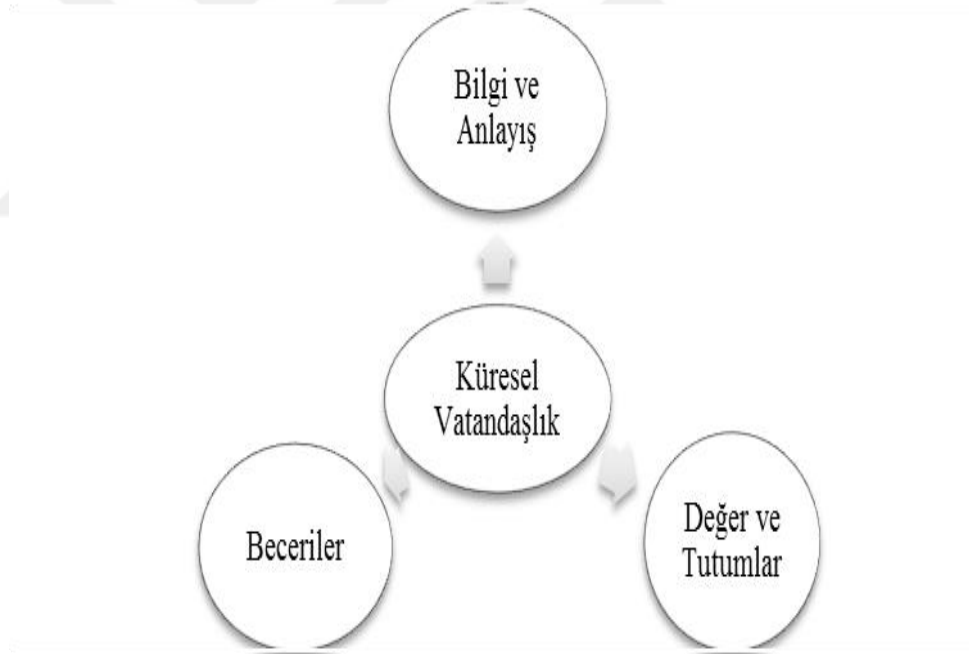 Bilgi ve
Anlayış
Küresel
Vatandaşlık
Beceriler
Değer ve
Tutumlar